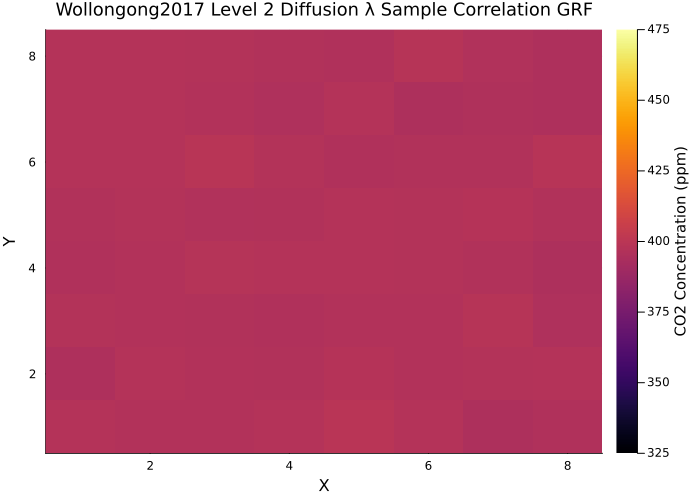 Wollongong2017 Level 2 Diffusion λ Sample Correlation GRF
8
6
4
2
Y
2 4 6 8
X
475
450
425
400
375
350
325
CO2 Concentration (ppm)